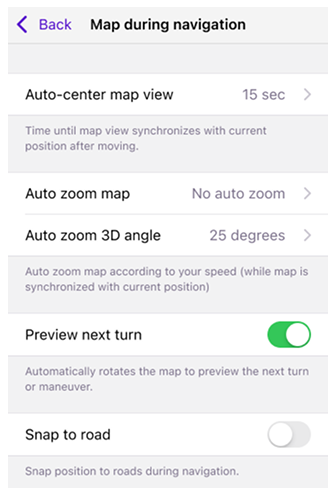 Back Map during navigation
Auto-center map view 15 sec
Time until map view synchronizes with current
position after moving.
Auto zoom map No auto zoom
Auto zoom 3D angle 25 degrees
Auto zoom map according to your speed (while map is
synchronized with current position)
Preview next turn
Automatically rotates the map to preview the next turn
or maneuver.
Snap to road
Snap position to roads during navigation.